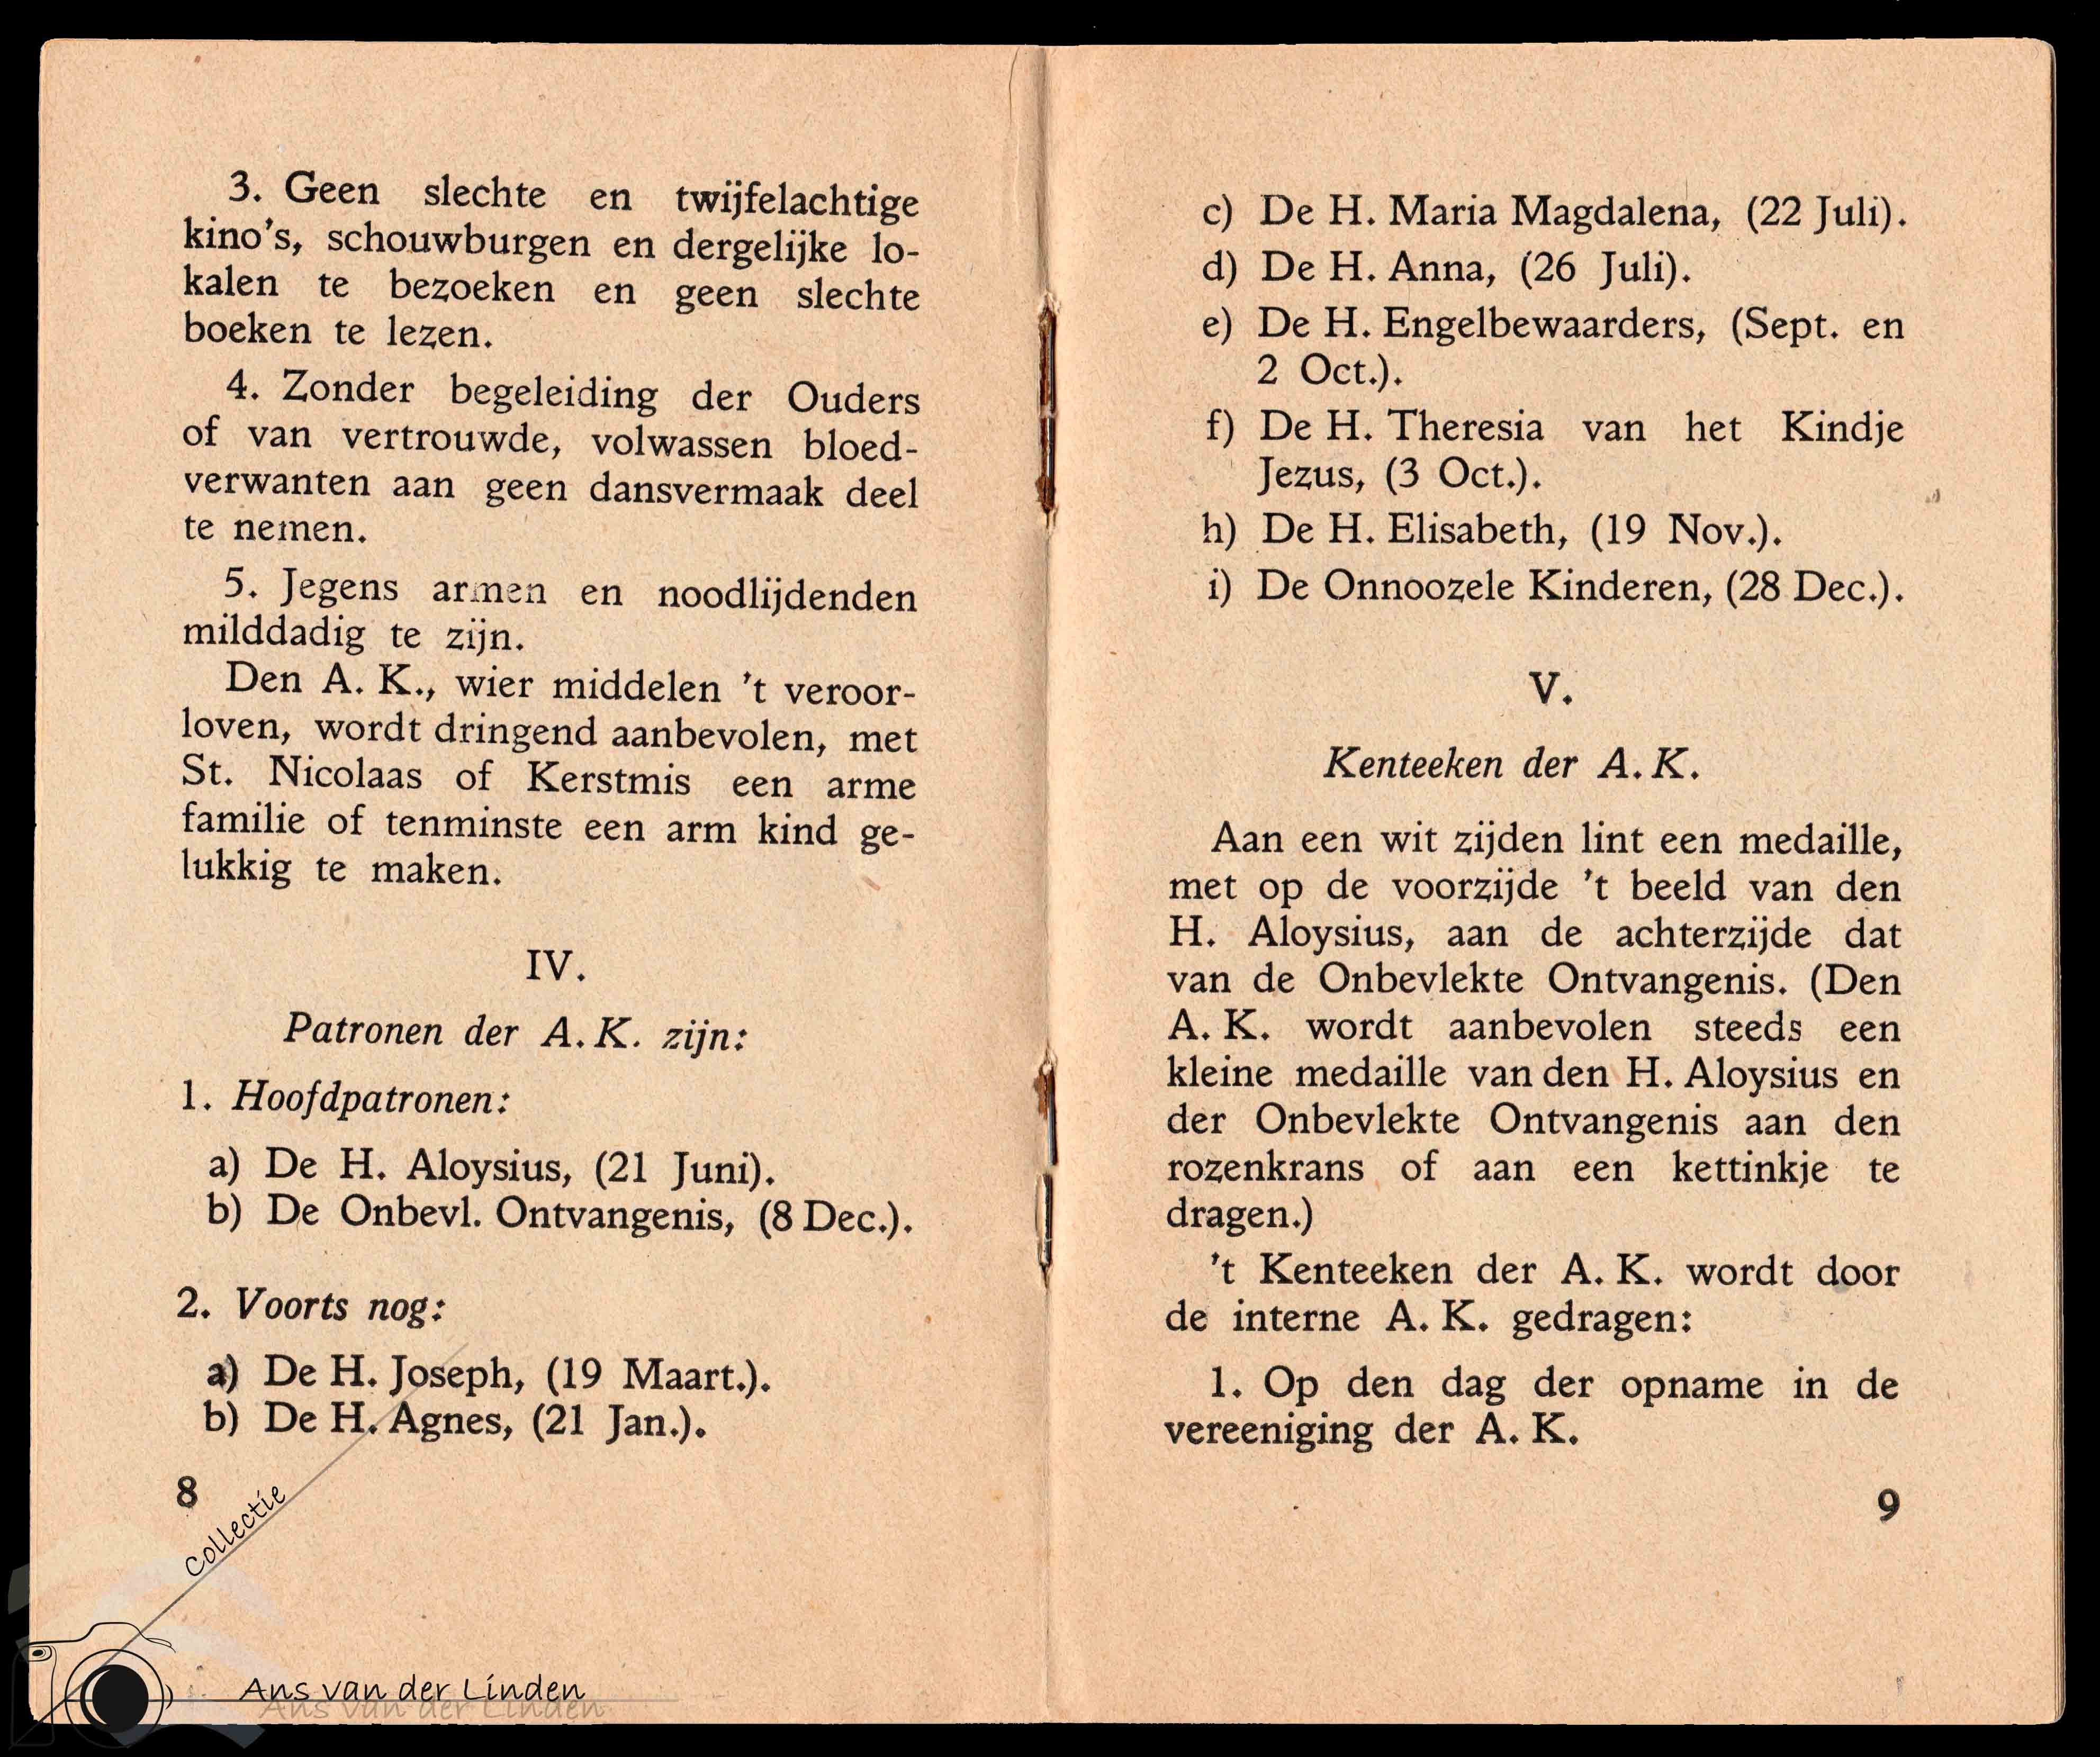 3. Geen slechte en twijfelachtige
kino's, schouwburgen en dergelijke lo-
kalen te bezoeken en geen slechte
boeken te lezen.
4. Zonder begeleiding der Ouders
of van vertrouwde, volwassen bloed-
verwanten aan geen dansvermaak deel
te nemen.
5. Jegens armen en noodlijdenden
milddadig te zijn.
Den A. K., wier middelen 't veroor-
loven, wordt dringend aanbevolen, met
St. Nicolaas of Kerstmis een arme
familie of tenminste een arm kind ge-
lukkig te maken.
IV.
Patronen der A. K. zijn:
1. Hoofdpatronen:
a) De H. Aloysius, (21 Juni).
b) De Onbevl. Ontvangenis, (8 Dec.).
2. Voorts nog:
a) De H. Joseph, (19 Maart.).
b) De H. Agnes, (21 Jan.).
8
Collectie
Ans van der Linden
c) De H. Maria Magdalena, (22 Juli).
d) De H. Anna, (26 Juli).
e) De H. Engelbewaarders, (Sept. en
2 Oct.).
f) De H. Theresia van het Kindje
Jezus, (3 Oct.).
h) De H. Elisabeth, (19 Nov.).
i) De Onnoozele Kinderen, (28 Dec.).
V.
Kenteeken der A. K.
Aan een wit zijden lint een medaille,
met op de voorzijde 't beeld van den
H. Aloysius, aan de achterzijde dat
van de Onbevlekte Ontvangenis. (Den
A. K. wordt aanbevolen steeds een
kleine medaille van den H. Aloysius en
der Onbevlekte Ontvangenis aan den
rozenkrans of aan een kettinkje te
dragen.)
't Kenteeken der A. K. wordt door
de interne A. K. gedragen:
1. Op den dag der opname in de
vereeniging der A. K.
9